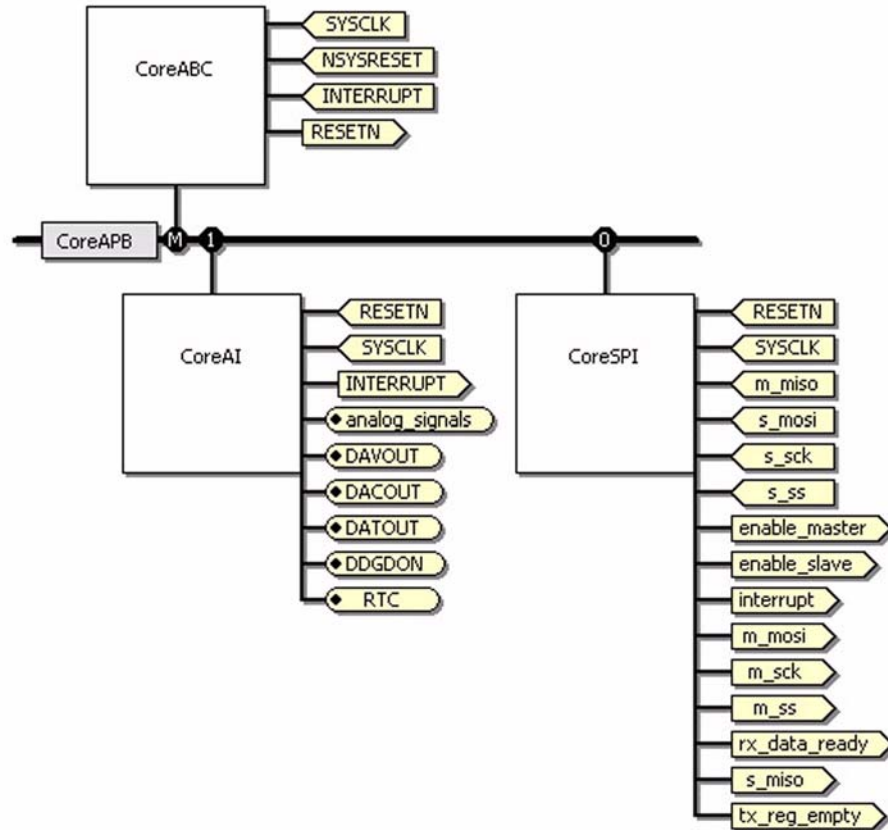 CoreABC
SYSCLK
NSYSRESET
INTERRUPT
RESETN
CoreAPB
M
1
0
CoreAI
RESETN
SYSCLK
INTERRUPT
analog_signals
DAVOUT
DACOUT
DATOUT
DDGDON
RTC
CoreSPI
RESETN
SYSCLK
m_miso
s_mosi
s_sck
s_ss
enable_master
enable_slave
interrupt
m_mosi
m_sck
m_ss
rx_data_ready
s_miso
tx_reg_empty